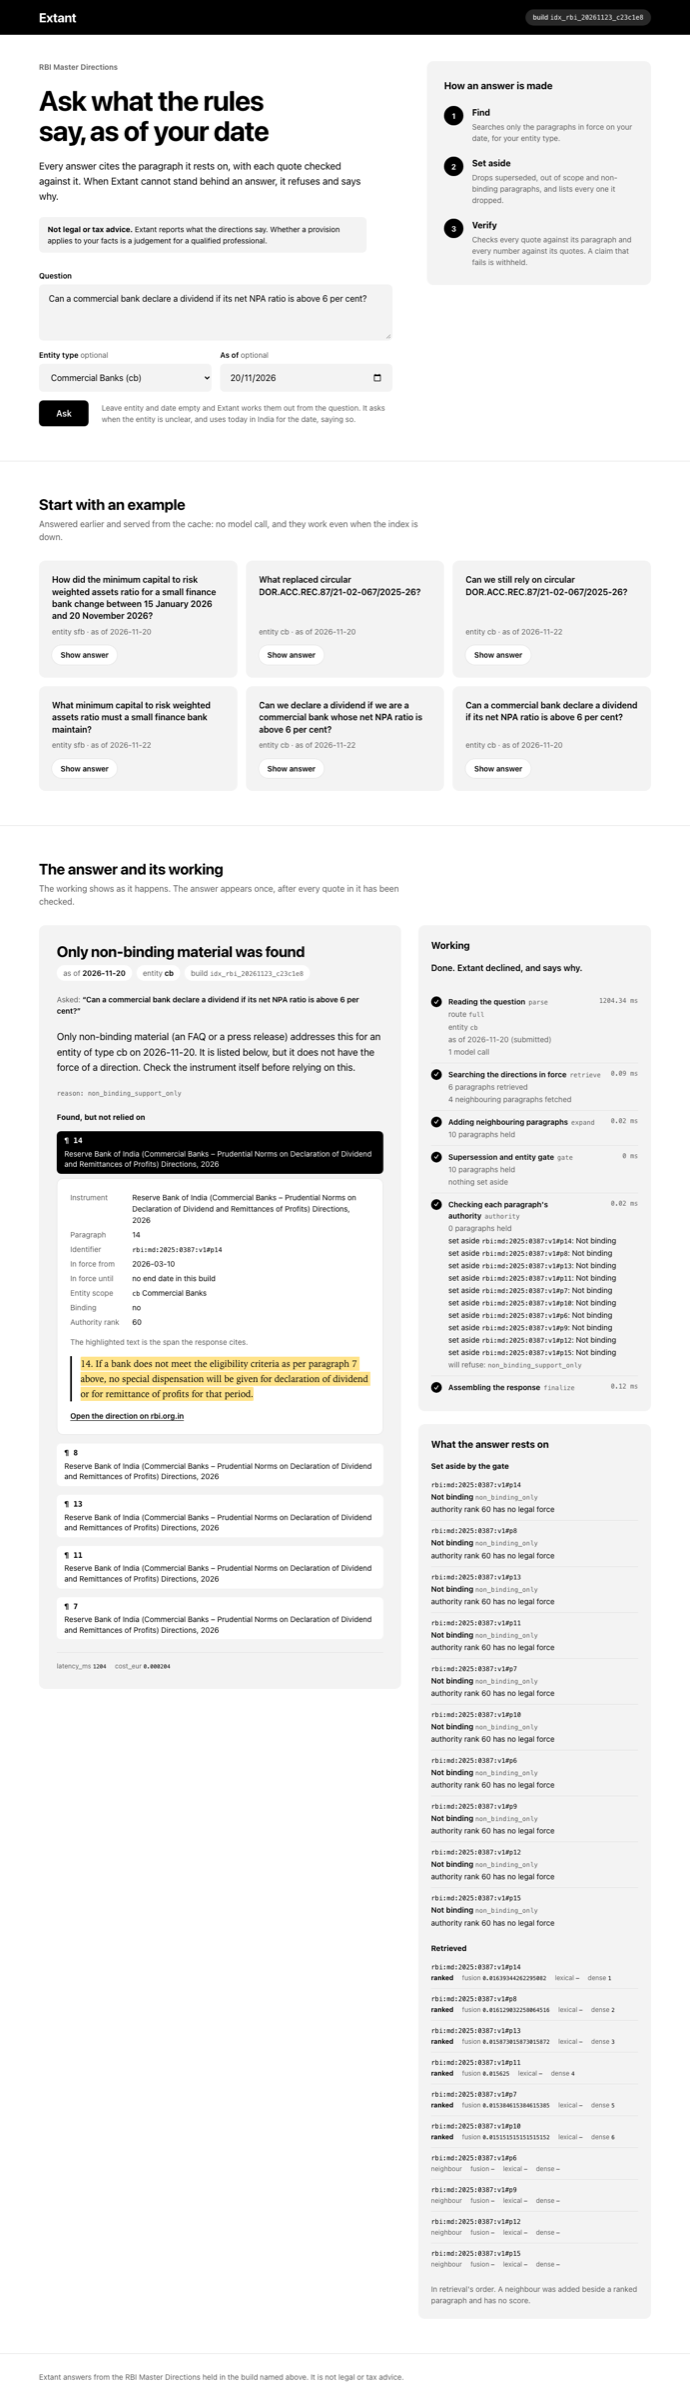 Extant
build idx_rbi_20261123_c23c1e8
RBI Master Directions
Ask what the rules
say, as of your date
Every answer cites the paragraph it rests on, with each quote checked
against it. When Extant cannot stand behind an answer, it refuses and says
why.
Not legal or tax advice. Extant reports what the directions say. Whether a provision
applies to your facts is a judgement for a qualified professional.
Question
Can a commercial bank declare a dividend if its net NPA ratio is above 6 per cent?
Entity type optional
As of optional
Commercial Banks (cb)
20/11/2026
Ask
Leave entity and date empty and Extant works them out from the question. It asks
when the entity is unclear, and uses today in India for the date, saying so.
How an answer is made
1
Find
Searches only the paragraphs in force on your
date, for your entity type.
2
Set aside
Drops superseded, out of scope and non-
binding paragraphs, and lists every one it
dropped.
3
Verify
Checks every quote against its paragraph and
every number against its quotes. A claim that
fails is withheld.
Start with an example
Answered earlier and served from the cache: no model call, and they work even when the index is
down.
How did the minimum capital to risk
weighted assets ratio for a small finance
bank change between 15 January 2026
and 20 November 2026?
entity sfb · as of 2026-11-20
Show answer
What replaced circular
DOR.ACC.REC.87/21-02-067/2025-26?
entity cb · as of 2026-11-20
Show answer
Can we still rely on circular
DOR.ACC.REC.87/21-02-067/2025-26?
entity cb · as of 2026-11-22
Show answer
What minimum capital to risk weighted
assets ratio must a small finance bank
maintain?
entity sfb · as of 2026-11-22
Show answer
Can we declare a dividend if we are a
commercial bank whose net NPA ratio is
above 6 per cent?
entity cb · as of 2026-11-22
Show answer
Can a commercial bank declare a dividend
if its net NPA ratio is above 6 per cent?
entity cb · as of 2026-11-20
Show answer
The answer and its working
The working shows as it happens. The answer appears once, after every quote in it has been
checked.
Only non-binding material was found
as of 2026-11-20
entity cb
build idx_rbi_20261123_c23c1e8
Asked: "Can a commercial bank declare a dividend if its net NPA ratio is above 6 per
cent?"
Only non-binding material (an FAQ or a press release) addresses this for an
entity of type cb on 2026-11-20. It is listed below, but it does not have the
force of a direction. Check the instrument itself before relying on this.
reason: non_binding_support_only
Found, but not relied on
¶ 14
Reserve Bank of India (Commercial Banks – Prudential Norms on Declaration of Dividend
and Remittances of Profits) Directions, 2026
Instrument Reserve Bank of India (Commercial Banks – Prudential Norms on
Declaration of Dividend and Remittances of Profits) Directions,
2026
Paragraph 14
Identifier rbi:md:2025:0387:v1#p14
In force from 2026-03-10
In force until no end date in this build
Entity scope cb Commercial Banks
Binding no
Authority rank 60
The highlighted text is the span the response cites.
14. If a bank does not meet the eligibility criteria as per paragraph 7
above, no special dispensation will be given for declaration of dividend
or for remittance of profits for that period.
Open the direction on rbi.org.in
¶ 8
Reserve Bank of India (Commercial Banks – Prudential Norms on Declaration of Dividend
and Remittances of Profits) Directions, 2026
¶ 13
Reserve Bank of India (Commercial Banks – Prudential Norms on Declaration of Dividend
and Remittances of Profits) Directions, 2026
¶ 11
Reserve Bank of India (Commercial Banks – Prudential Norms on Declaration of Dividend
and Remittances of Profits) Directions, 2026
¶ 7
Reserve Bank of India (Commercial Banks – Prudential Norms on Declaration of Dividend
and Remittances of Profits) Directions, 2026
latency_ms 1204 cost_eur 0.000204
Working
Done. Extant declined, and says why.
Reading the question parse 1204.34 ms
route full
entity cb
as of 2026-11-20 (submitted)
1 model call
Searching the directions in force retrieve 0.09 ms
6 paragraphs retrieved
4 neighbouring paragraphs fetched
Adding neighbouring paragraphs expand 0.02 ms
10 paragraphs held
Supersession and entity gate gate 0 ms
10 paragraphs held
nothing set aside
Checking each paragraph's 0.02 ms
authority authority
0 paragraphs held
set aside rbi:md:2025:0387:v1#p14: Not binding
set aside rbi:md:2025:0387:v1#p8: Not binding
set aside rbi:md:2025:0387:v1#p13: Not binding
set aside rbi:md:2025:0387:v1#p11: Not binding
set aside rbi:md:2025:0387:v1#p7: Not binding
set aside rbi:md:2025:0387:v1#p10: Not binding
set aside rbi:md:2025:0387:v1#p6: Not binding
set aside rbi:md:2025:0387:v1#p9: Not binding
set aside rbi:md:2025:0387:v1#p12: Not binding
set aside rbi:md:2025:0387:v1#p15: Not binding
will refuse: non_binding_support_only
Assembling the response finalize 0.12 ms
What the answer rests on
Set aside by the gate
rbi:md:2025:0387:v1#p14
Not binding non_binding_only
authority rank 60 has no legal force
rbi:md:2025:0387:v1#p8
Not binding non_binding_only
authority rank 60 has no legal force
rbi:md:2025:0387:v1#p13
Not binding non_binding_only
authority rank 60 has no legal force
rbi:md:2025:0387:v1#p11
Not binding non_binding_only
authority rank 60 has no legal force
rbi:md:2025:0387:v1#p7
Not binding non_binding_only
authority rank 60 has no legal force
rbi:md:2025:0387:v1#p10
Not binding non_binding_only
authority rank 60 has no legal force
rbi:md:2025:0387:v1#p6
Not binding non_binding_only
authority rank 60 has no legal force
rbi:md:2025:0387:v1#p9
Not binding non_binding_only
authority rank 60 has no legal force
rbi:md:2025:0387:v1#p12
Not binding non_binding_only
authority rank 60 has no legal force
rbi:md:2025:0387:v1#p15
Not binding non_binding_only
authority rank 60 has no legal force
Retrieved
rbi:md:2025:0387:v1#p14
ranked fusion 0.01639344262295082 lexical – dense 1
rbi:md:2025:0387:v1#p8
ranked fusion 0.016129032258064516 lexical – dense 2
rbi:md:2025:0387:v1#p13
ranked fusion 0.015873015873015872 lexical – dense 3
rbi:md:2025:0387:v1#p11
ranked fusion 0.015625 lexical – dense 4
rbi:md:2025:0387:v1#p7
ranked fusion 0.015384615384615385 lexical – dense 5
rbi:md:2025:0387:v1#p10
ranked fusion 0.015151515151515152 lexical – dense 6
rbi:md:2025:0387:v1#p6
neighbour fusion – lexical – dense –
rbi:md:2025:0387:v1#p9
neighbour fusion – lexical – dense –
rbi:md:2025:0387:v1#p12
neighbour fusion – lexical – dense –
rbi:md:2025:0387:v1#p15
neighbour fusion – lexical – dense –
In retrieval's order. A neighbour was added beside a ranked
paragraph and has no score.
Extant answers from the RBI Master Directions held in the build named above. It is not legal or tax advice.